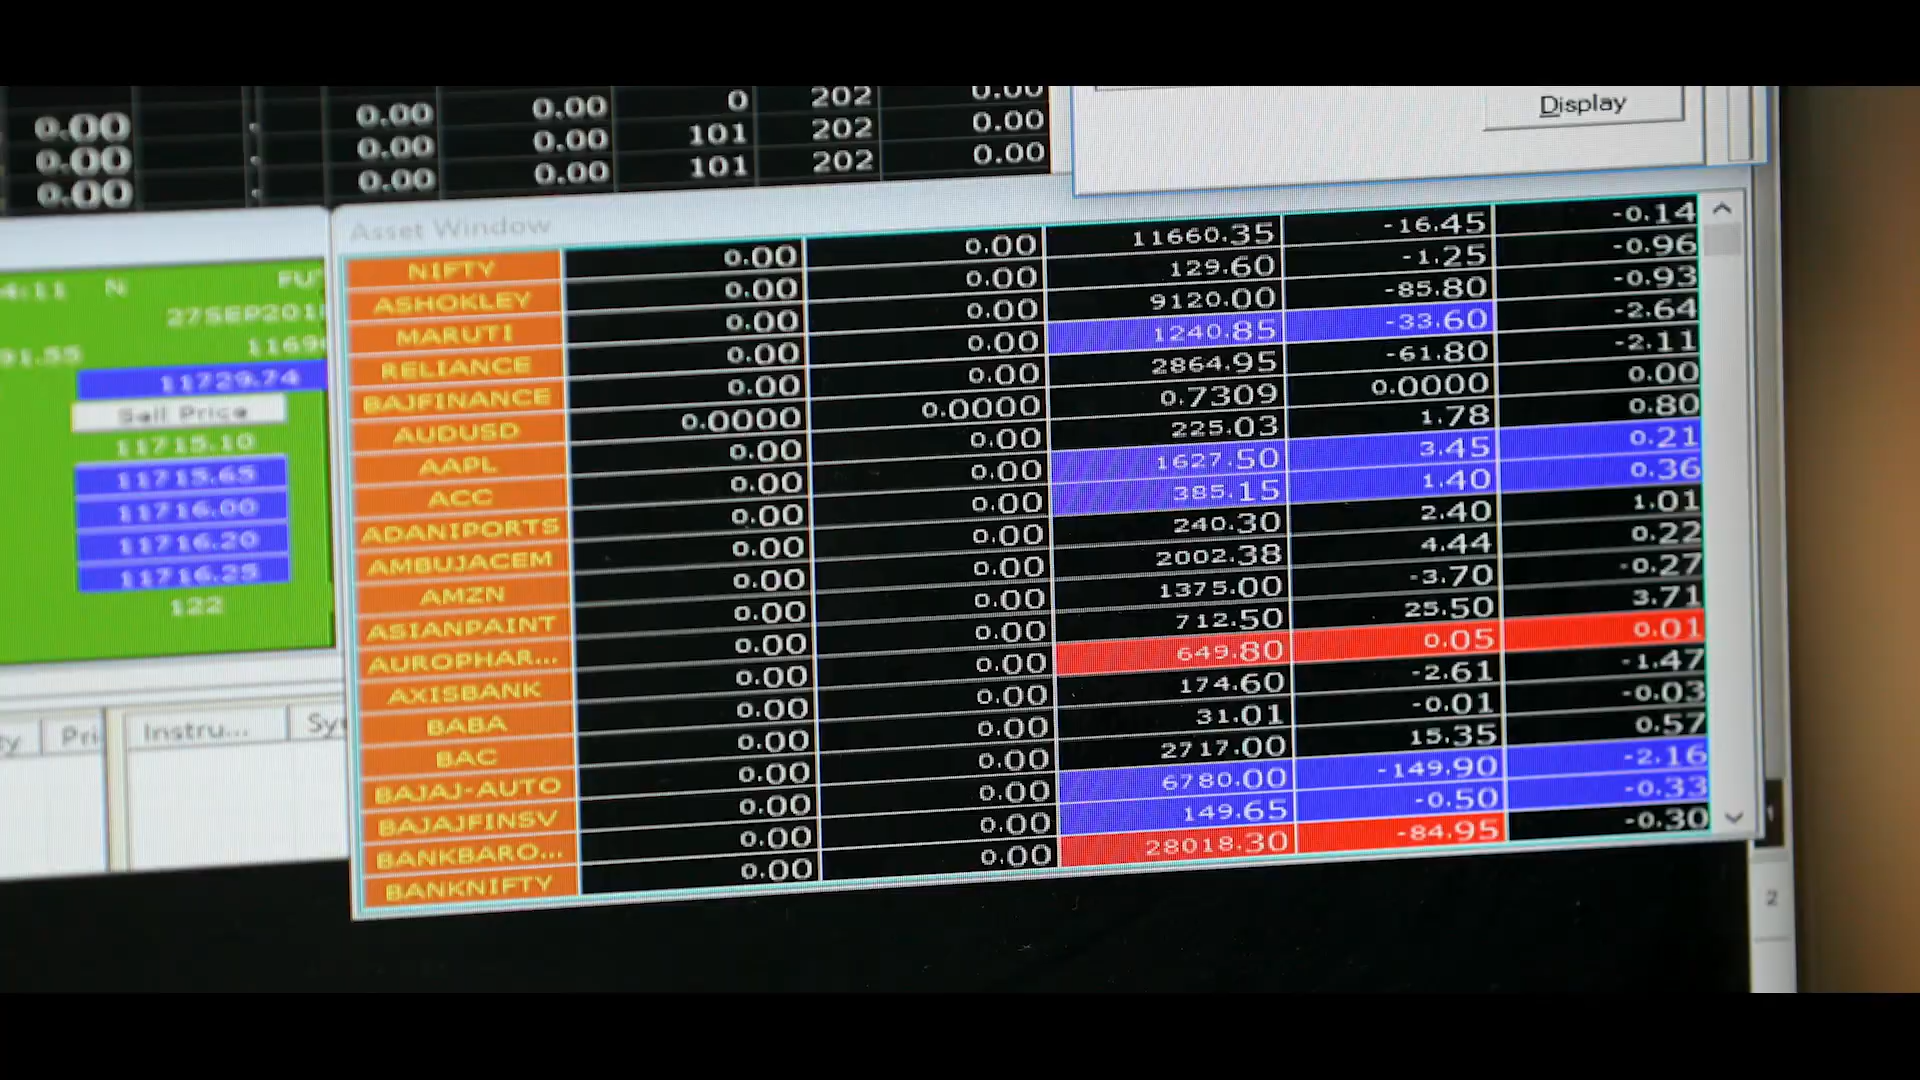 0.00 0.00 0.00 0 202 0.00
0.00 0.00 0.00 101 202 0.00
0.00 0.00 0.00 101 202 0.00
Display
Asset Window
NIFTY 0.00 0.00 11660.35 -16.45 -0.14
ASHOKLEY 0.00 0.00 129.60 -1.25 -0.96
MARUTI 0.00 0.00 9120.00 -85.80 -0.93
RELIANCE 0.00 0.00 1240.85 -33.60 -2.64
BAJFINANCE 0.00 0.00 2864.95 -61.80 -2.11
AUDUSD 0.0000 0.0000 0.7309 0.0000 0.00
AAPL 0.00 0.00 225.03 1.78 0.80
ACC 0.00 0.00 1627.50 3.45 0.21
ADANIPORTS 0.00 0.00 385.15 1.40 0.36
AMBUJACEM 0.00 0.00 240.30 2.40 1.01
AMZN 0.00 0.00 2002.38 4.44 0.22
ASIANPAINT 0.00 0.00 1375.00 -3.70 -0.27
AUROPHAR... 0.00 0.00 712.50 25.50 3.71
AXISBANK 0.00 0.00 649.80 0.05 0.01
BABA 0.00 0.00 174.60 -2.61 -1.47
BAC 0.00 0.00 31.01 -0.01 -0.03
BAJAJ-AUTO 0.00 0.00 2717.00 15.35 0.57
BAJAJFINSV 0.00 0.00 6780.00 -149.90 -2.16
BANKBARO... 0.00 0.00 149.65 -0.50 -0.33
BANKNIFTY 0.00 0.00 28018.30 -84.95 -0.30
4:11 N FU
27SEP201
91.55 1169
11729.74
Sell Price
11715.10
11715.65
11716.00
11716.20
11716.25
122
ty Pri Instru... Sy
2